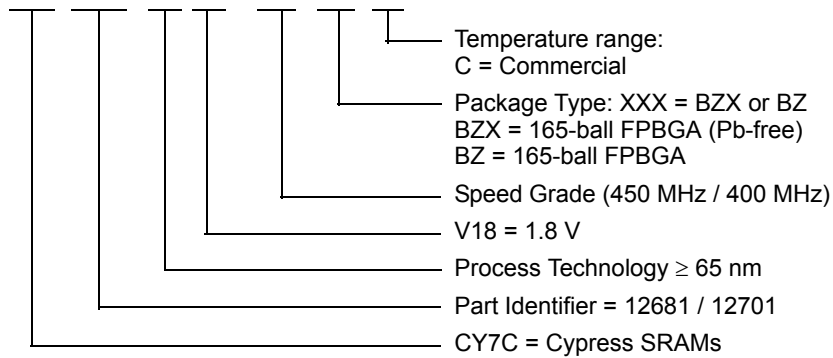 Temperature range:
C = Commercial
Package Type: XXX = BZX or BZ
BZX = 165-ball FPBGA (Pb-free)
BZ = 165-ball FPBGA
Speed Grade (450 MHz / 400 MHz)
V18 = 1.8 V
Process Technology ≥ 65 nm
Part Identifier = 12681 / 12701
CY7C = Cypress SRAMs